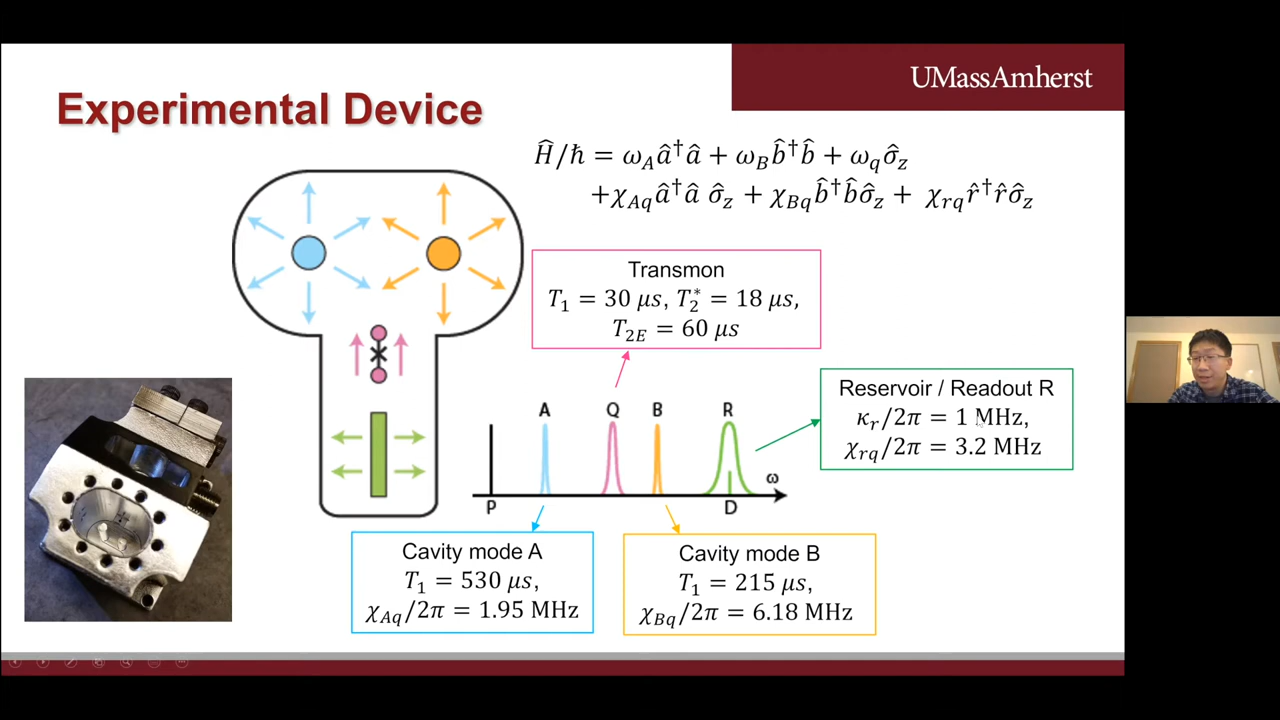 UMassAmherst
Experimental Device
Ĥ/ħ = ω_A â†â + ω_B b̂†b̂ + ω_q σ̂_z
+χ_Aq â†â σ̂_z + χ_Bq b̂†b̂σ̂_z + χ_rq r̂†r̂σ̂_z
Transmon
T₁ = 30 μs, T₂* = 18 μs,
T_2E = 60 μs
Reservoir / Readout R
κ_r/2π = 1 MHz,
χ_rq/2π = 3.2 MHz
A Q B R
ω
P D
Cavity mode A
T₁ = 530 μs,
χ_Aq/2π = 1.95 MHz
Cavity mode B
T₁ = 215 μs,
χ_Bq/2π = 6.18 MHz